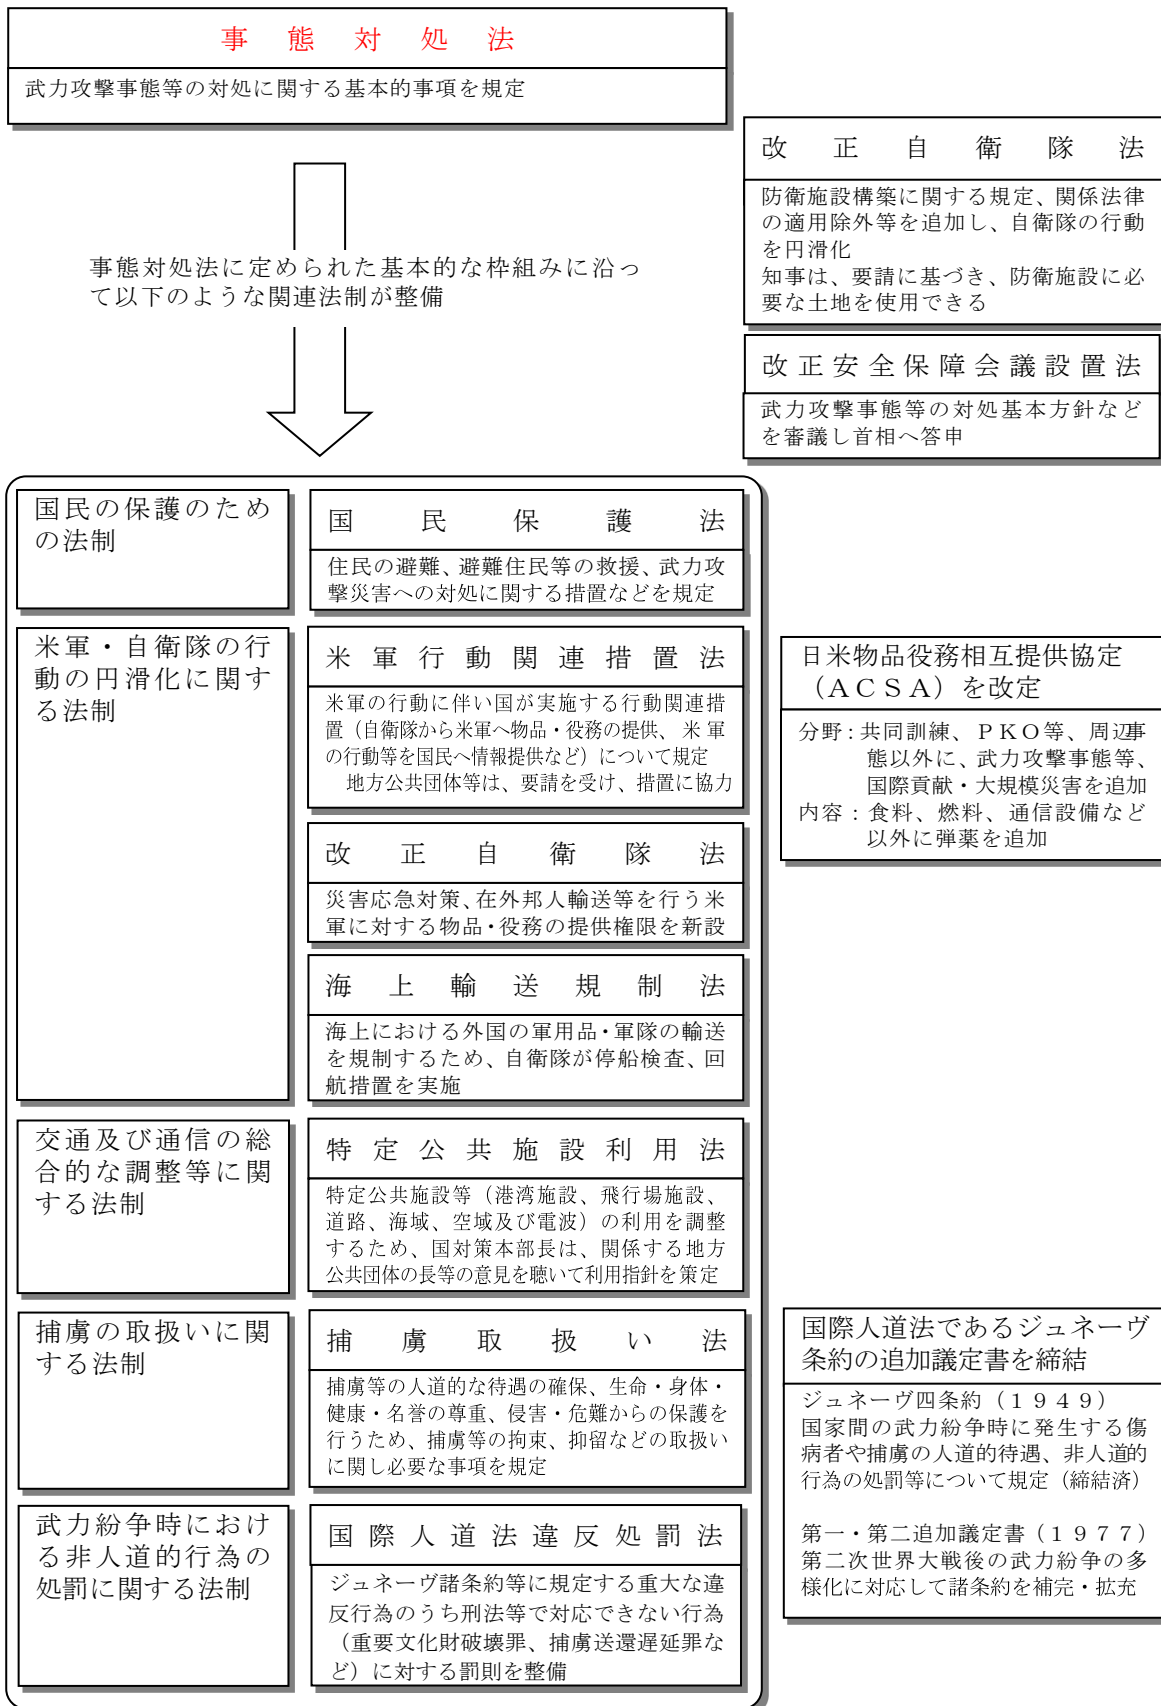 事態対処法
武力攻撃事態等の対処に関する基本的事項を規定
改正自衛隊法
防衛施設構築に関する規定、関係法律
の適用除外等を追加し、自衛隊の行動
を円滑化
知事は、要請に基づき、防衛施設に必
要な土地を使用できる
事態対処法に定められた基本的な枠組みに沿っ
て以下のような関連法制が整備
改正安全保障会議設置法
武力攻撃事態等の対処基本方針など
を審議し首相へ答申
国民の保護のため
の法制
国民保護法
住民の避難、避難住民等の救援、武力攻
撃災害への対処に関する措置などを規定
米軍・自衛隊の行
動の円滑化に関す
る法制
米軍行動関連措置法
米軍の行動に伴い国が実施する行動関連措
置（自衛隊から米軍へ物品・役務の提供、米軍
の行動等を国民へ情報提供など）について規定
地方公共団体等は、要請を受け、措置に協力
日米物品役務相互提供協定
（ＡＣＳＡ）を改定
分野：共同訓練、ＰＫＯ等、周辺事
態以外に、武力攻撃事態等、
国際貢献・大規模災害を追加
内容：食料、燃料、通信設備など
以外に弾薬を追加
改正自衛隊法
災害応急対策、在外邦人輸送等を行う米
軍に対する物品・役務の提供権限を新設
海上輸送規制法
海上における外国の軍用品・軍隊の輸送
を規制するため、自衛隊が停船検査、回
航措置を実施
交通及び通信の総
合的な調整等に関
する法制
特定公共施設利用法
特定公共施設等（港湾施設、飛行場施設、
道路、海域、空域及び電波）の利用を調整
するため、国対策本部長は、関係する地方
公共団体の長等の意見を聴いて利用指針を策定
捕虜の取扱いに関
する法制
捕虜取扱い法
捕虜等の人道的な待遇の確保、生命・身体・
健康・名誉の尊重、侵害・危難からの保護を
行うため、捕虜等の拘束、抑留などの取扱い
に関し必要な事項を規定
国際人道法であるジュネーヴ
条約の追加議定書を締結
ジュネーヴ四条約（１９４９）
国家間の武力紛争時に発生する傷
病者や捕虜の人道的待遇、非人道的
行為の処罰等について規定（締結済）
第一・第二追加議定書（１９７７）
第二次世界大戦後の武力紛争の多
様化に対応して諸条約を補完・拡充
武力紛争時におけ
る非人道的行為の
処罰に関する法制
国際人道法違反処罰法
ジュネーヴ諸条約等に規定する重大な違
反行為のうち刑法等で対応できない行為
（重要文化財破壊罪、捕虜送還遅延罪な
ど）に対する罰則を整備